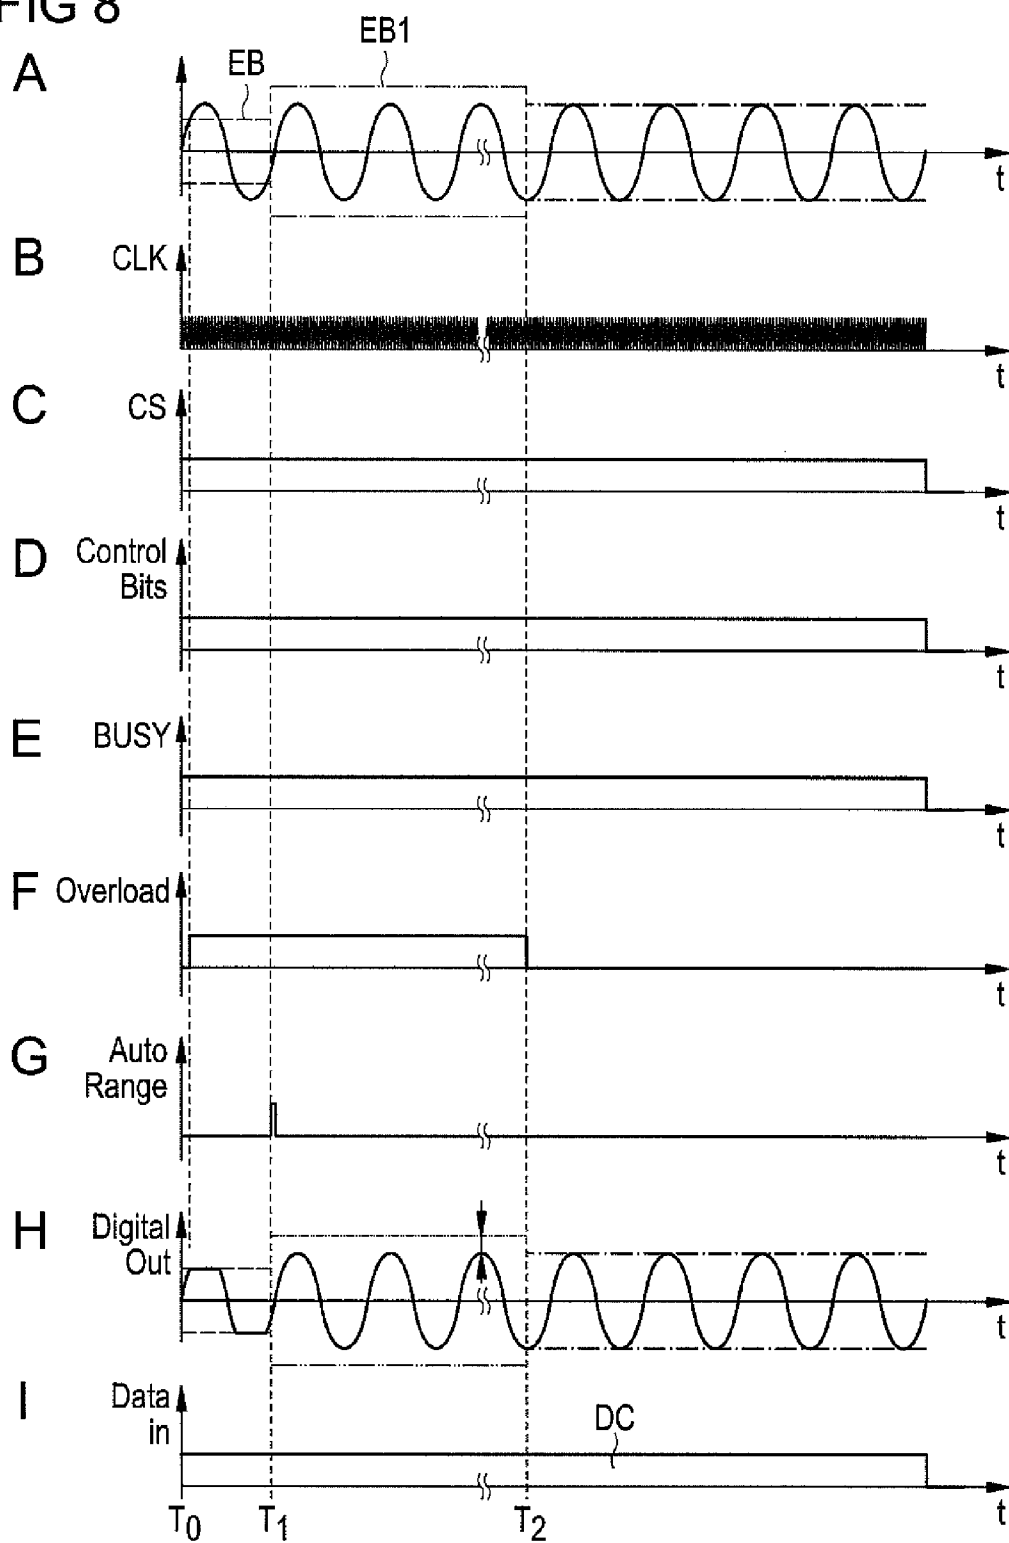 FIG 8
EB1
A
EB
t
B
CLK
t
C
CS
t
D
Control
Bits
t
E
BUSY
t
F
Overload
t
G
Auto
Range
t
H
Digital
Out
t
I
Data
in
DC
t
T0
T1
T2